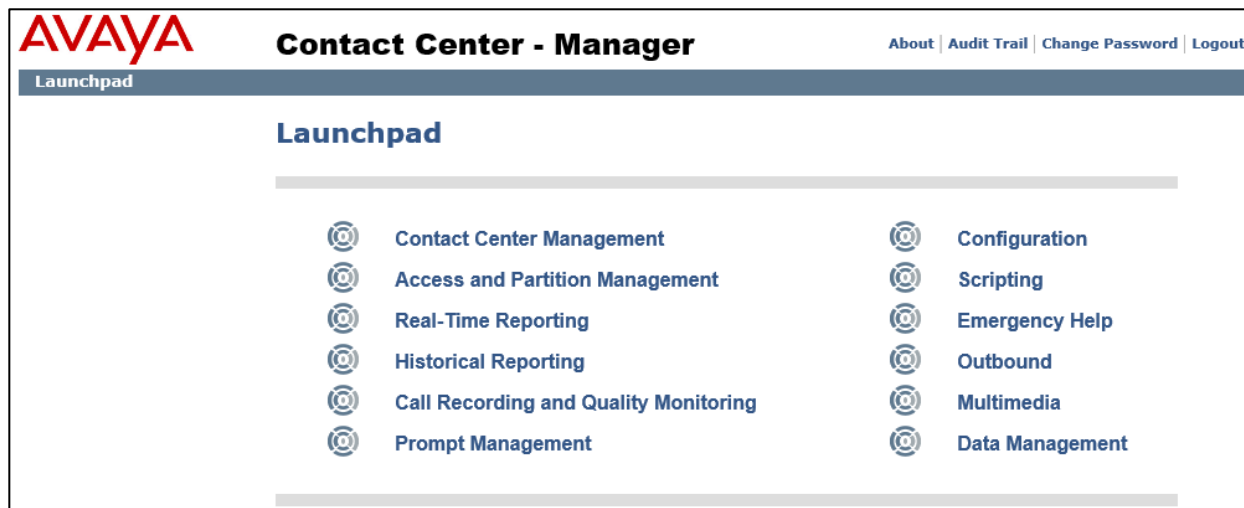 AVAYA
Contact Center - Manager
About | Audit Trail | Change Password | Logout
Launchpad
Launchpad
Contact Center Management
Configuration
Access and Partition Management
Scripting
Real-Time Reporting
Emergency Help
Historical Reporting
Outbound
Call Recording and Quality Monitoring
Multimedia
Prompt Management
Data Management